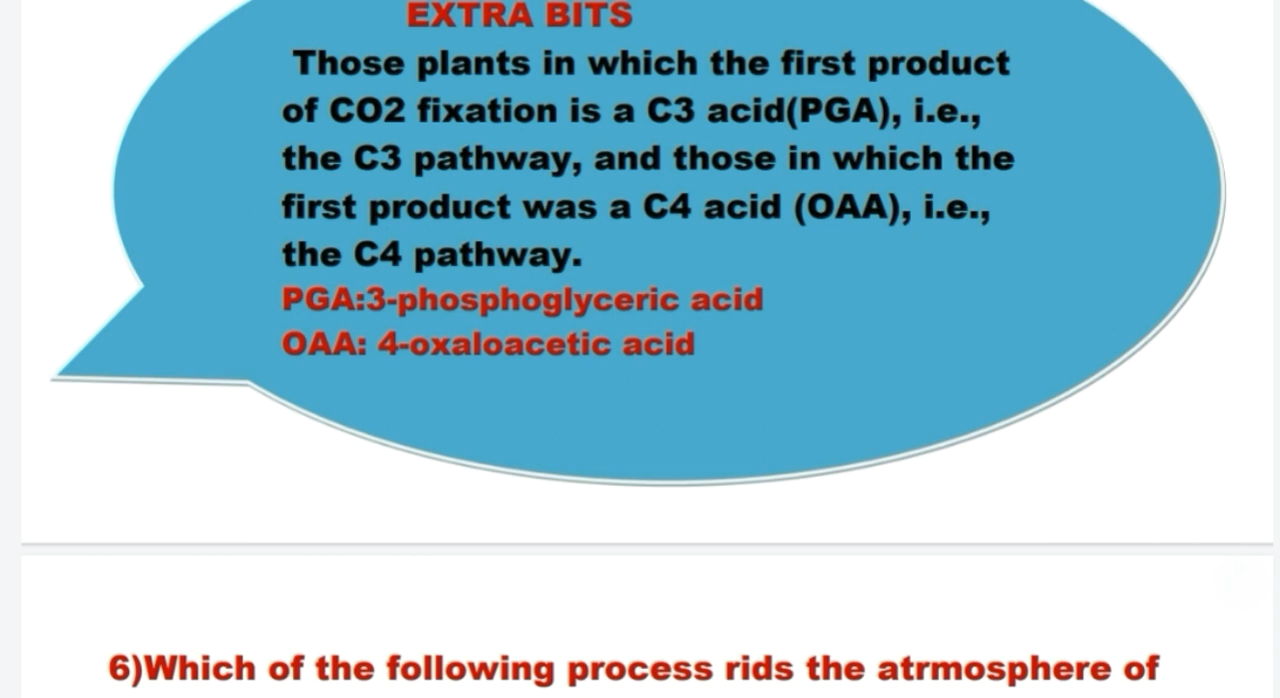 EXTRA BITS
Those plants in which the first product
of CO2 fixation is a C3 acid(PGA), i.e.,
the C3 pathway, and those in which the
first product was a C4 acid (OAA), i.e.,
the C4 pathway.
PGA:3-phosphoglyceric acid
OAA: 4-oxaloacetic acid
6)Which of the following process rids the atrmosphere of